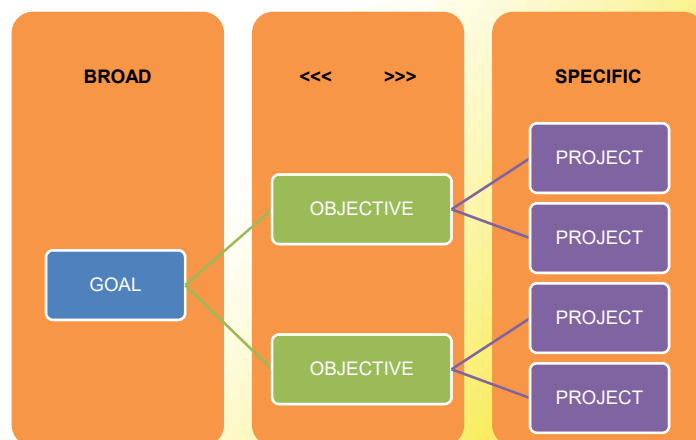 BROAD
<<< >>>
SPECIFIC
PROJECT
OBJECTIVE
PROJECT
GOAL
PROJECT
OBJECTIVE
PROJECT